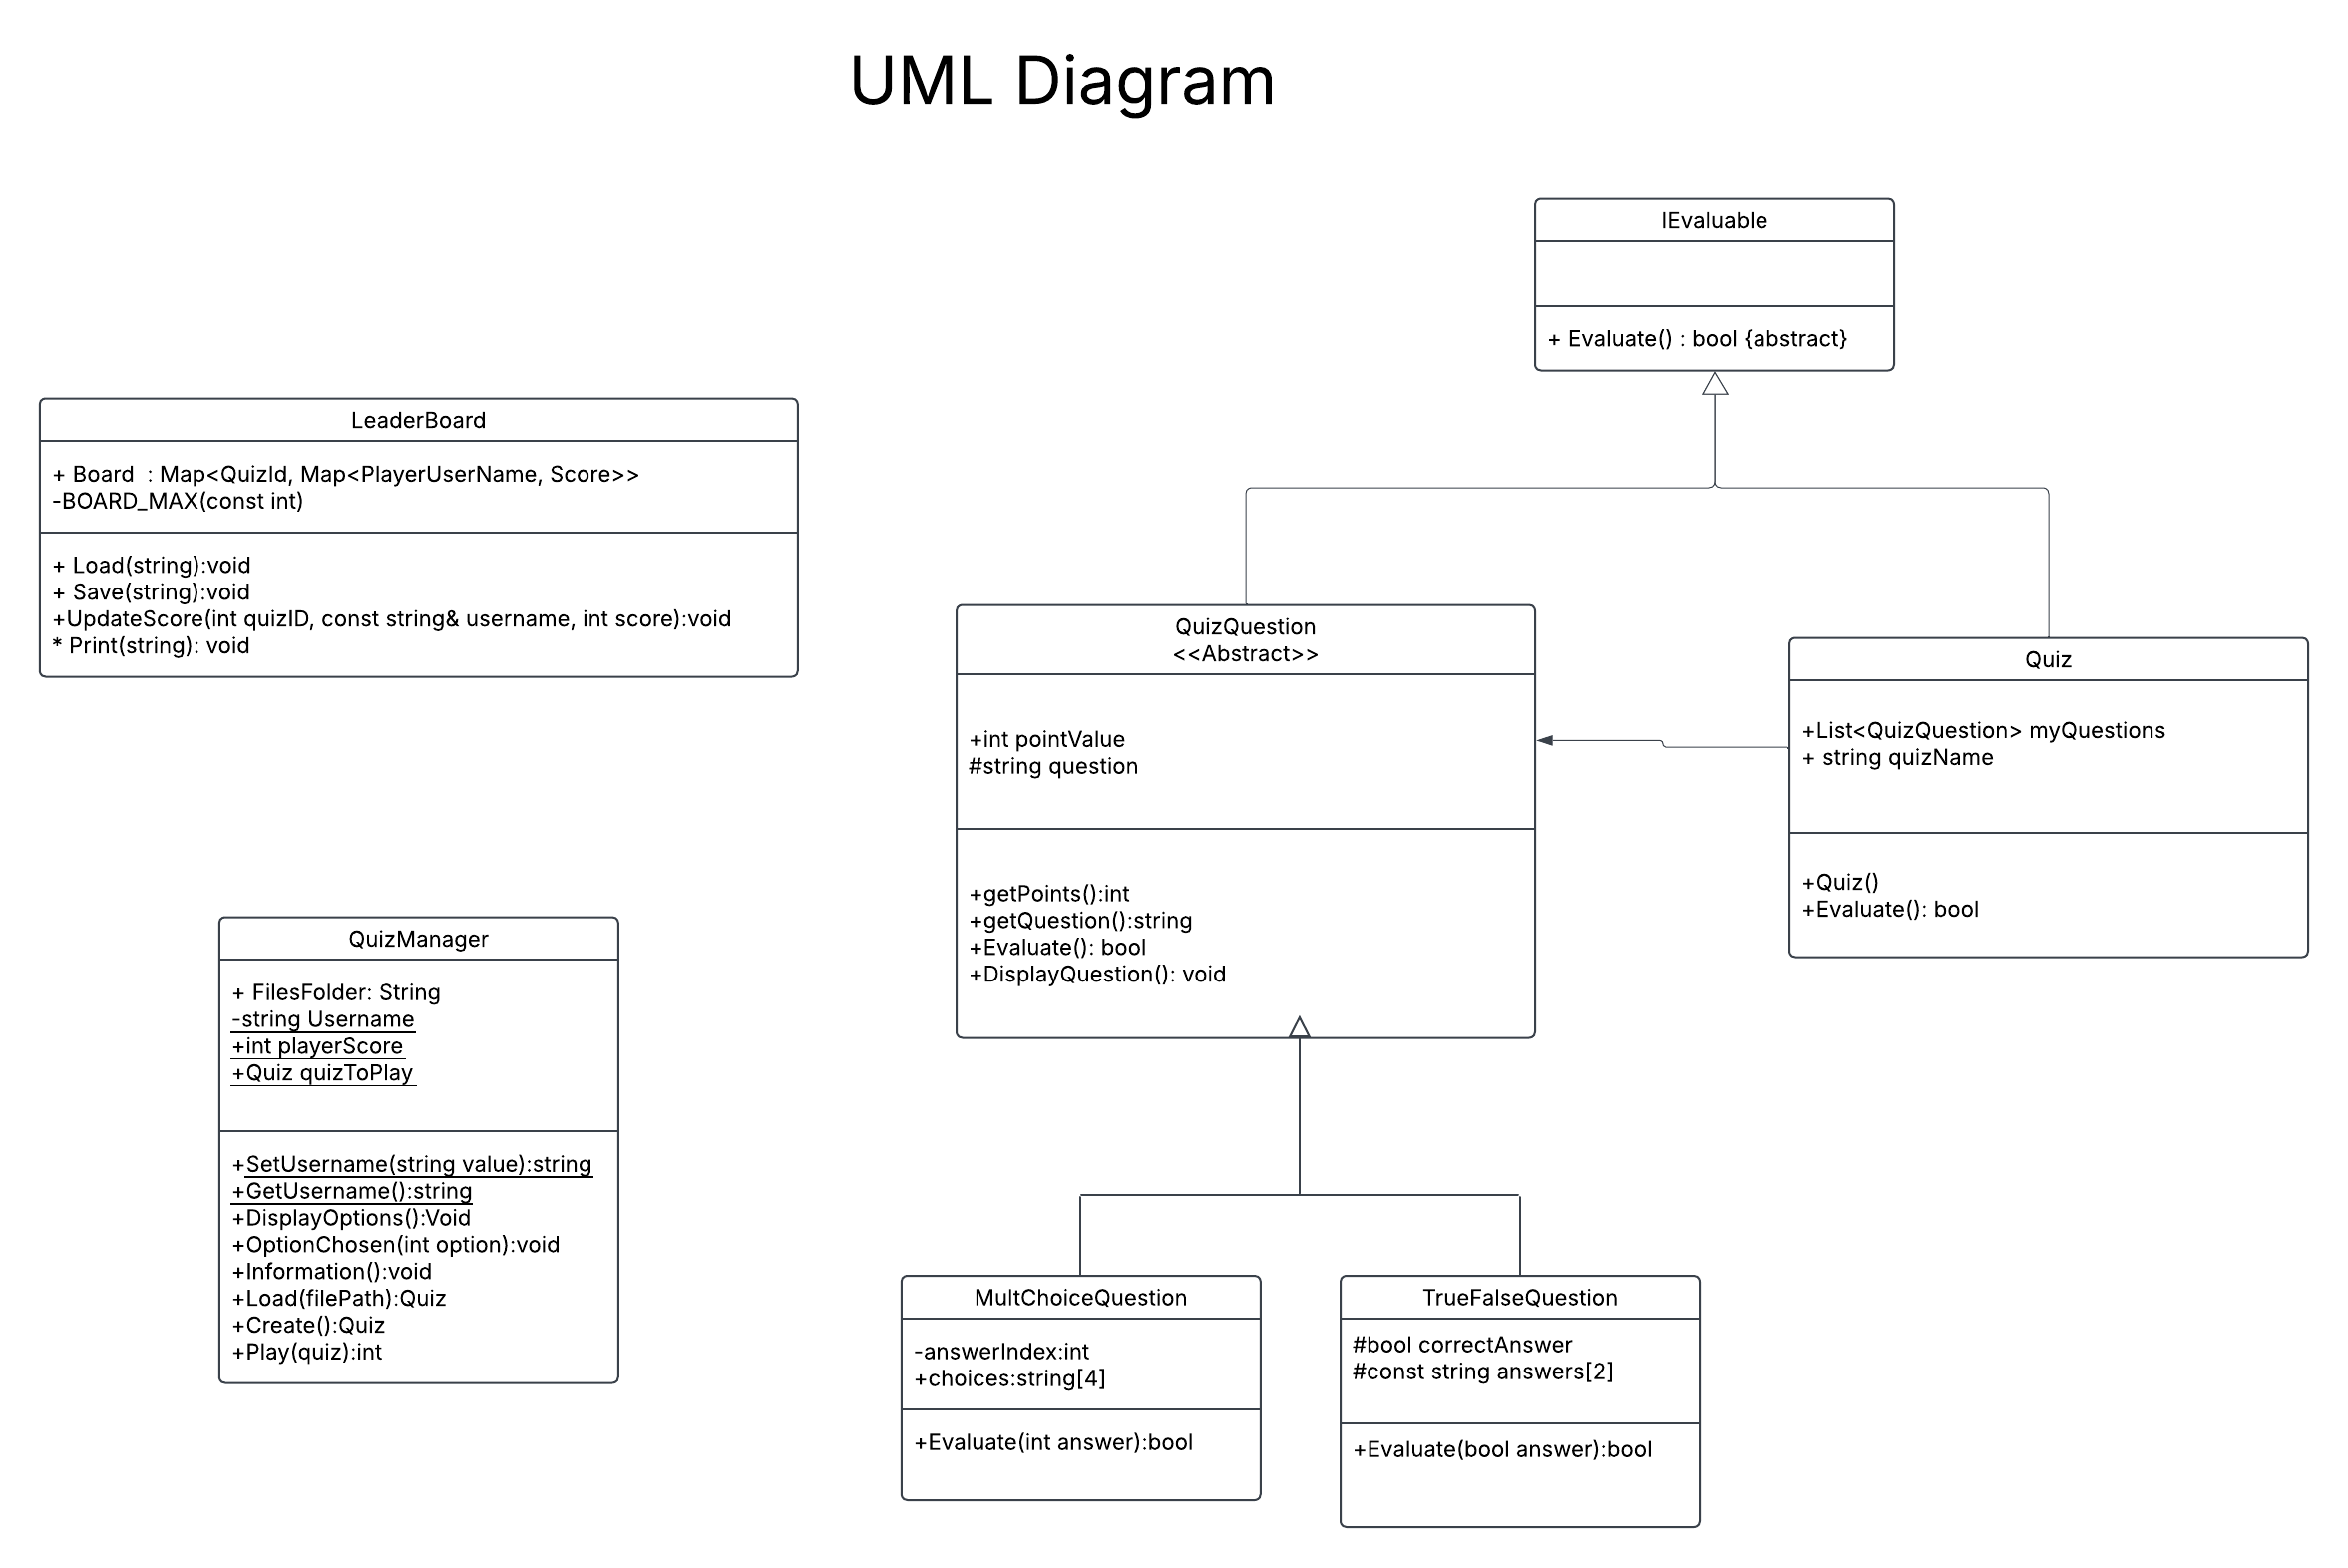 UML Diagram
IEvaluable
+ Evaluate() : bool {abstract}
LeaderBoard
+ Board  : Map<QuizId, Map<PlayerUserName, Score>>
-BOARD_MAX(const int)
+ Load(string):void
+ Save(string):void
+UpdateScore(int quizID, const string& username, int score):void
* Print(string): void
QuizQuestion
<<Abstract>>
+int pointValue
#string question
+getPoints():int
+getQuestion():string
+Evaluate(): bool
+DisplayQuestion(): void
Quiz
+List<QuizQuestion> myQuestions
+ string quizName
+Quiz()
+Evaluate(): bool
QuizManager
+ FilesFolder: String
-string Username
+int playerScore
+Quiz quizToPlay
+SetUsername(string value):string
+GetUsername():string
+DisplayOptions():Void
+OptionChosen(int option):void
+Information():void
+Load(filePath):Quiz
+Create():Quiz
+Play(quiz):int
MultChoiceQuestion
-answerIndex:int
+choices:string[4]
+Evaluate(int answer):bool
TrueFalseQuestion
#bool correctAnswer
#const string answers[2]
+Evaluate(bool answer):bool